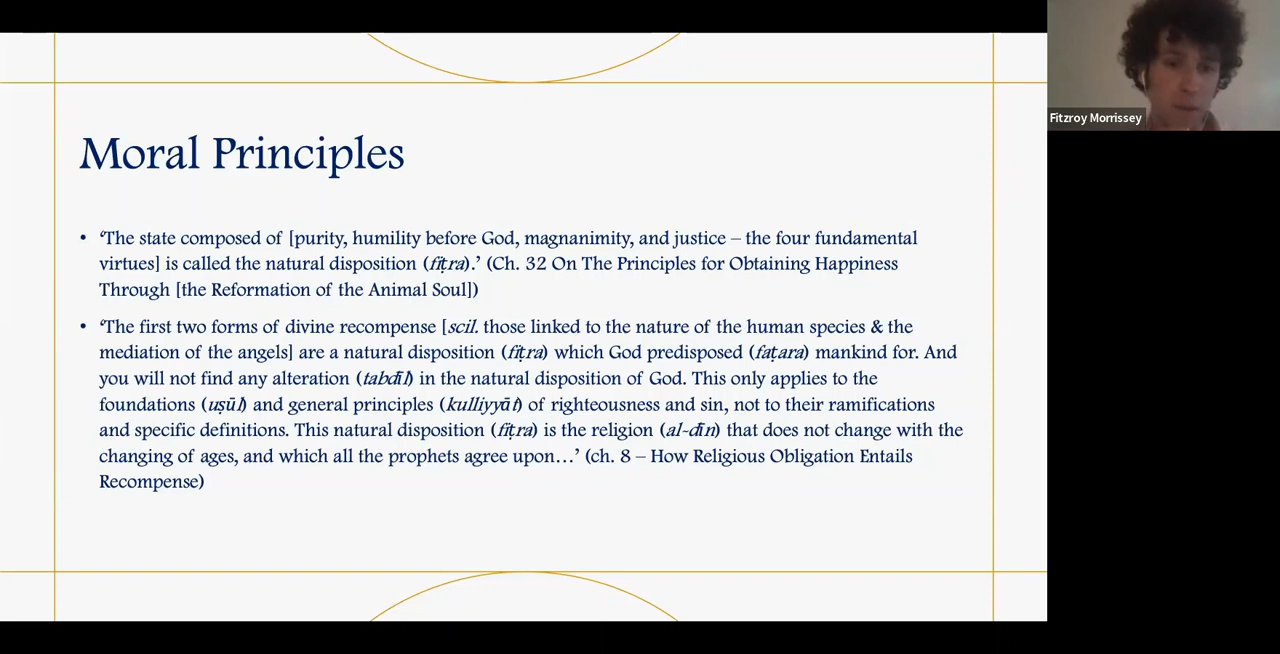 Moral Principles
• ‘The state composed of [purity, humility before God, magnanimity, and justice – the four fundamental
virtues] is called the natural disposition (fiṭra).’ (Ch. 32 On The Principles for Obtaining Happiness
Through [the Reformation of the Animal Soul])
• ‘The first two forms of divine recompense [scil. those linked to the nature of the human species & the
mediation of the angels] are a natural disposition (fiṭra) which God predisposed (faṭara) mankind for. And
you will not find any alteration (tabdīl) in the natural disposition of God. This only applies to the
foundations (uṣūl) and general principles (kulliyyāt) of righteousness and sin, not to their ramifications
and specific definitions. This natural disposition (fiṭra) is the religion (al-dīn) that does not change with the
changing of ages, and which all the prophets agree upon…’ (ch. 8 – How Religious Obligation Entails
Recompense)
Fitzroy Morrissey